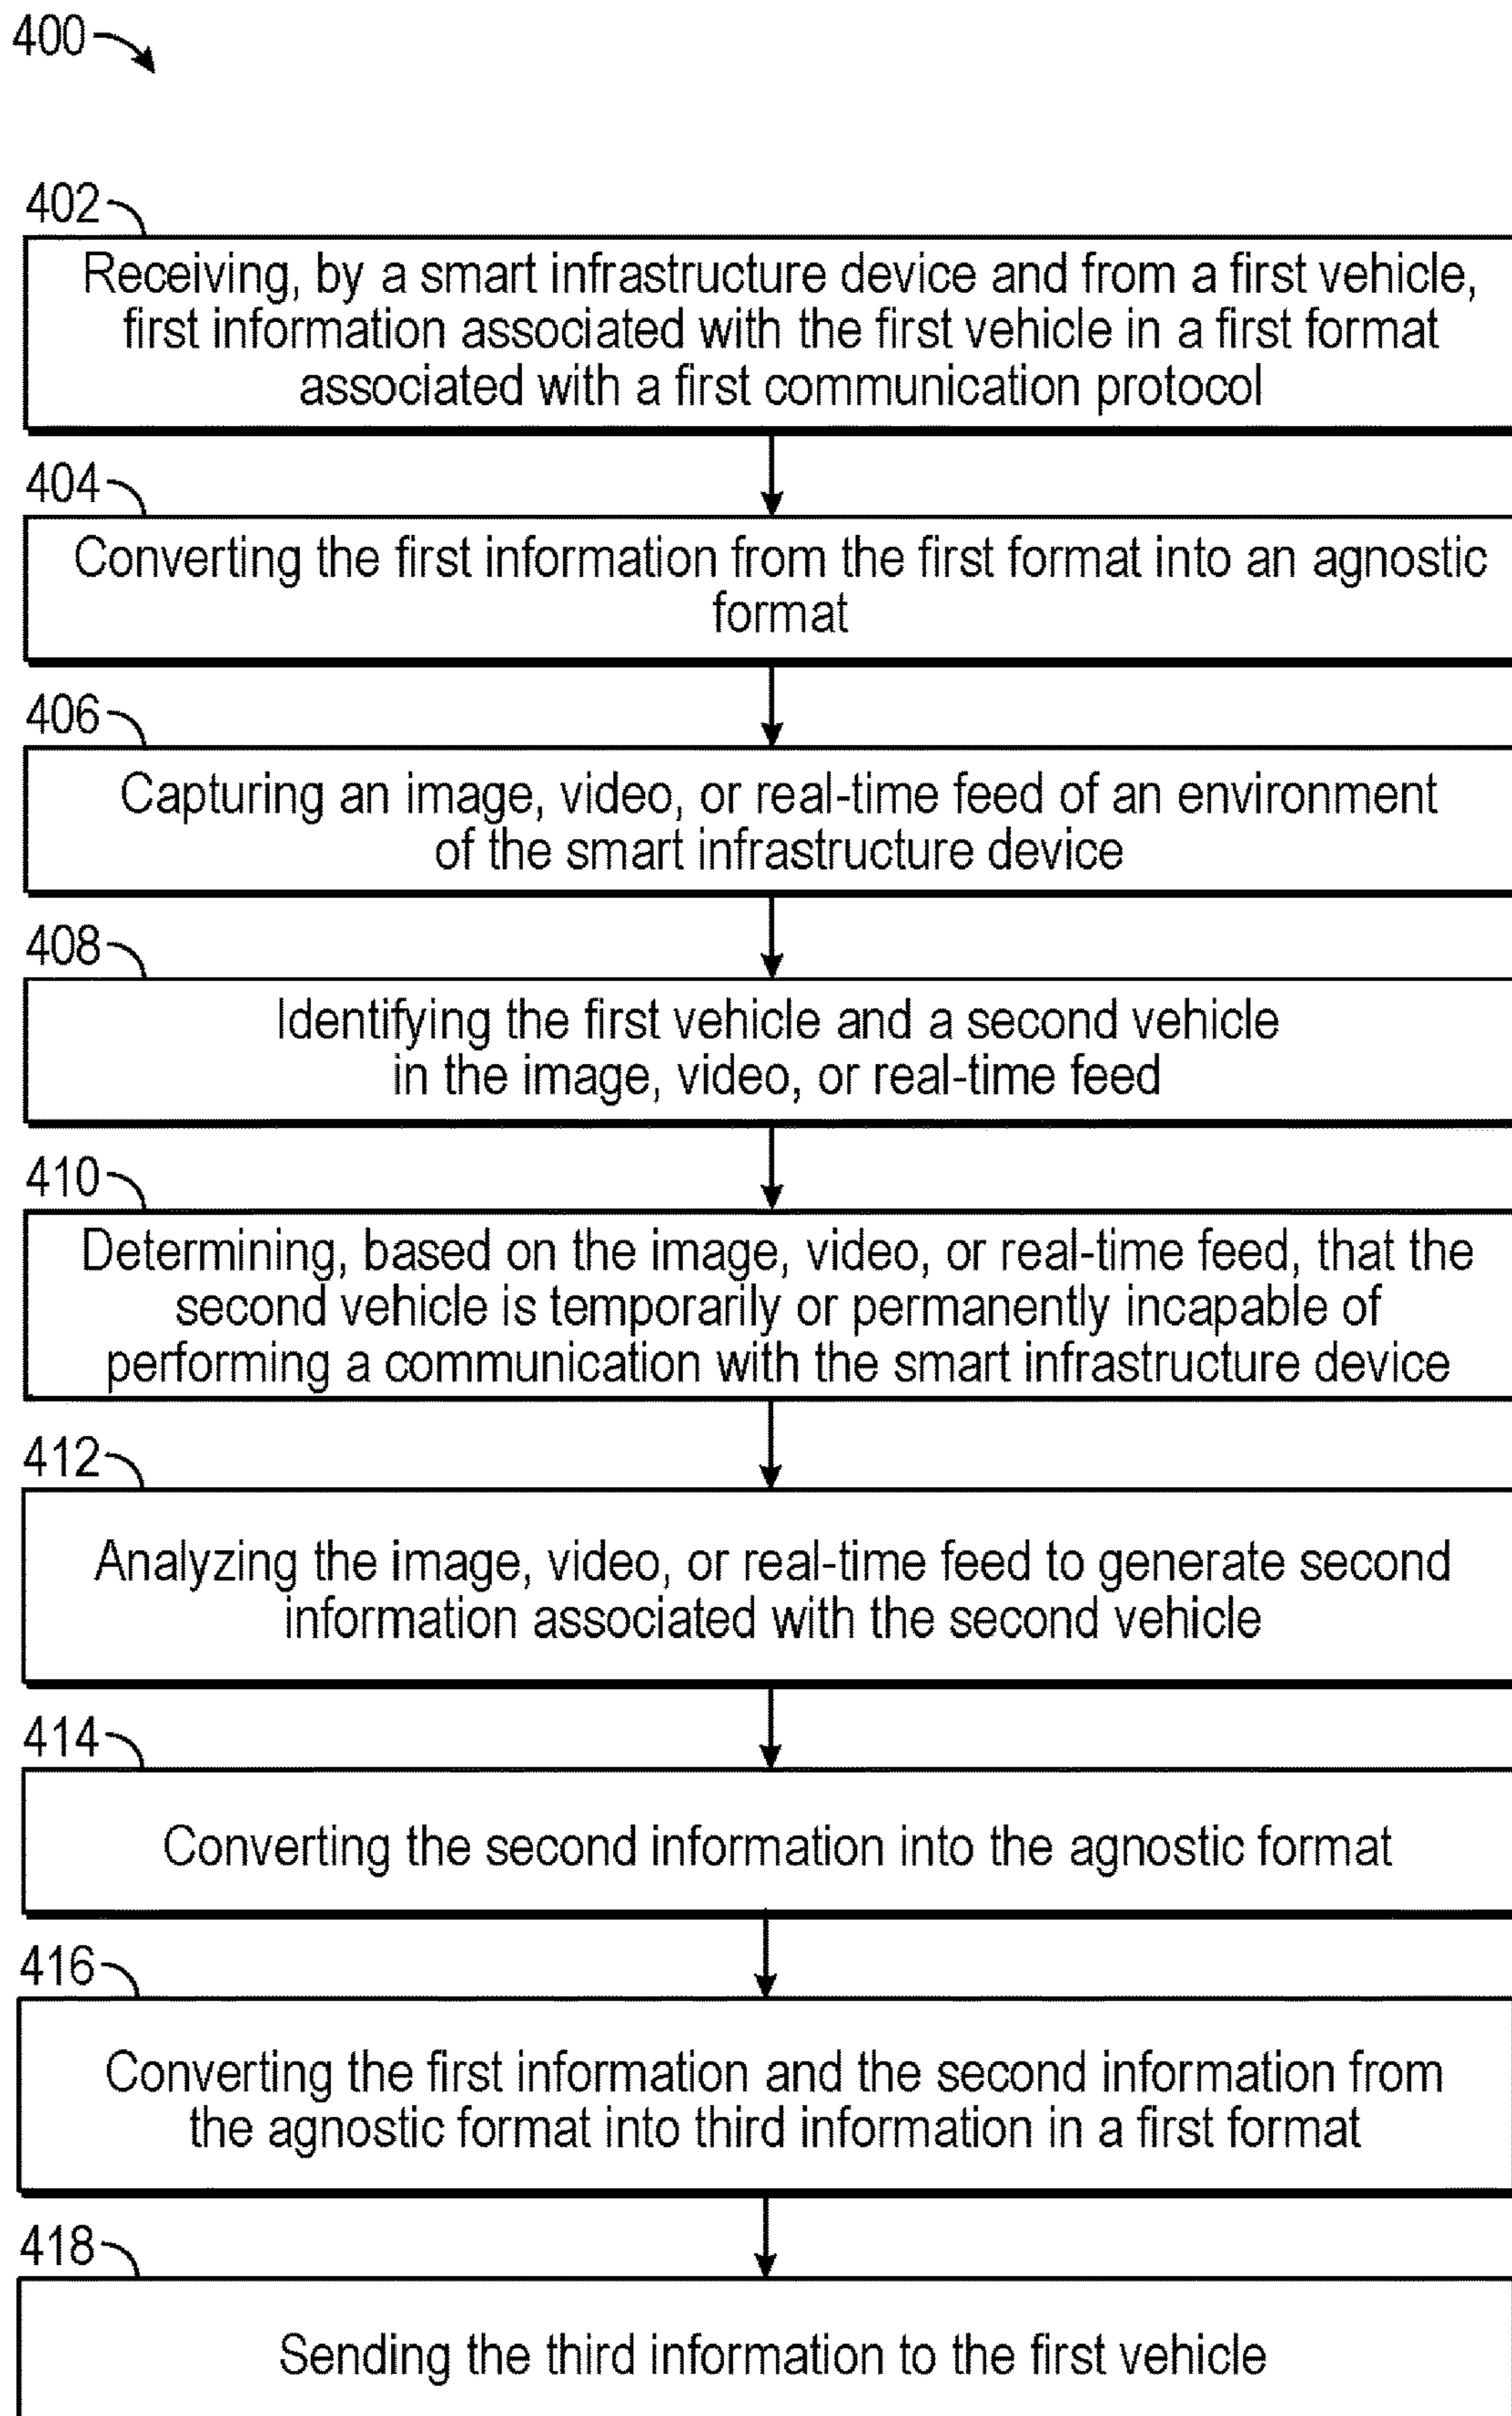 400
402
Receiving, by a smart infrastructure device and from a first vehicle,
first information associated with the first vehicle in a first format
associated with a first communication protocol
404
Converting the first information from the first format into an agnostic
format
406
Capturing an image, video, or real-time feed of an environment
of the smart infrastructure device
408
Identifying the first vehicle and a second vehicle
in the image, video, or real-time feed
410
Determining, based on the image, video, or real-time feed, that the
second vehicle is temporarily or permanently incapable of
performing a communication with the smart infrastructure device
412
Analyzing the image, video, or real-time feed to generate second
information associated with the second vehicle
414
Converting the second information into the agnostic format
416
Converting the first information and the second information from
the agnostic format into third information in a first format
418
Sending the third information to the first vehicle